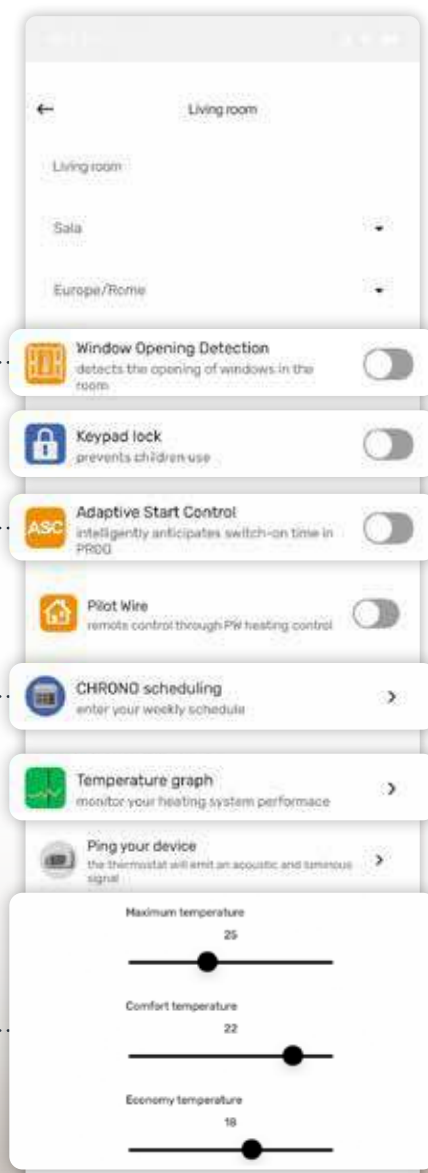 Living room
Living room
Sala
Europe/Rome
Window Opening Detection
detects the opening of windows in the
room
Keypad lock
prevents children use
ASC
Adaptive Start Control
intelligently anticipates switch-on time in
PROG
Pilot Wire
remote control through PW heating control
CHRONO scheduling
enter your weekly schedule
Temperature graph
monitor your heating system performace
Ping your device
the thermostat will emit an acoustic and luminous
signal
Maximum temperature
25
Comfort temperature
22
Economy temperature
18